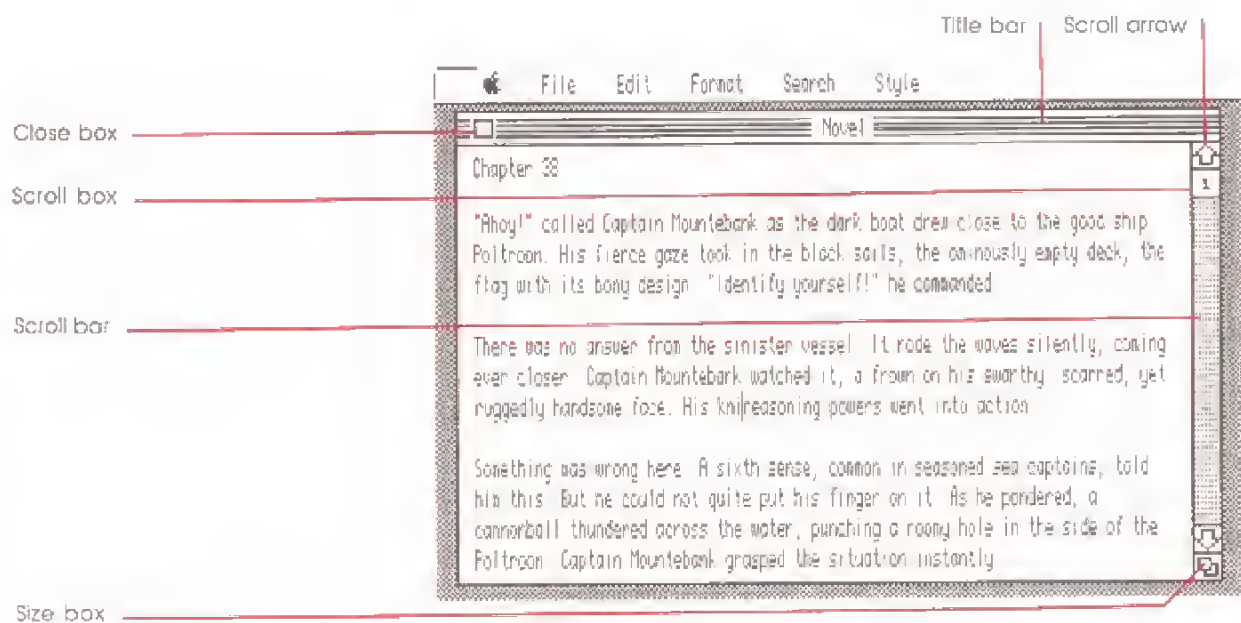 Title bar Scroll arrow
File Edit Format Search Style
Close box
Novel
Chapter 38
Scroll box
1
"Ahoy!" called Captain Mountebank as the dark boat drew close to the good ship
Poltroon. His fierce gaze took in the black sails, the ominously empty deck, the
flag with its bony design. "Identify yourself!" he commanded.
Scroll bar
There was no answer from the sinister vessel. It rode the waves silently, coming
ever closer. Captain Mountebank watched it, a frown on his swarthy, scarred, yet
ruggedly handsome face. His knireasoning powers went into action.
Something was wrong here. A sixth sense, common in seasoned sea captains, told
him this. But he could not quite put his finger on it. As he pondered, a
cannonball thundered across the water, punching a roomy hole in the side of the
Poltroon. Captain Mountebank grasped the situation instantly.
Size box